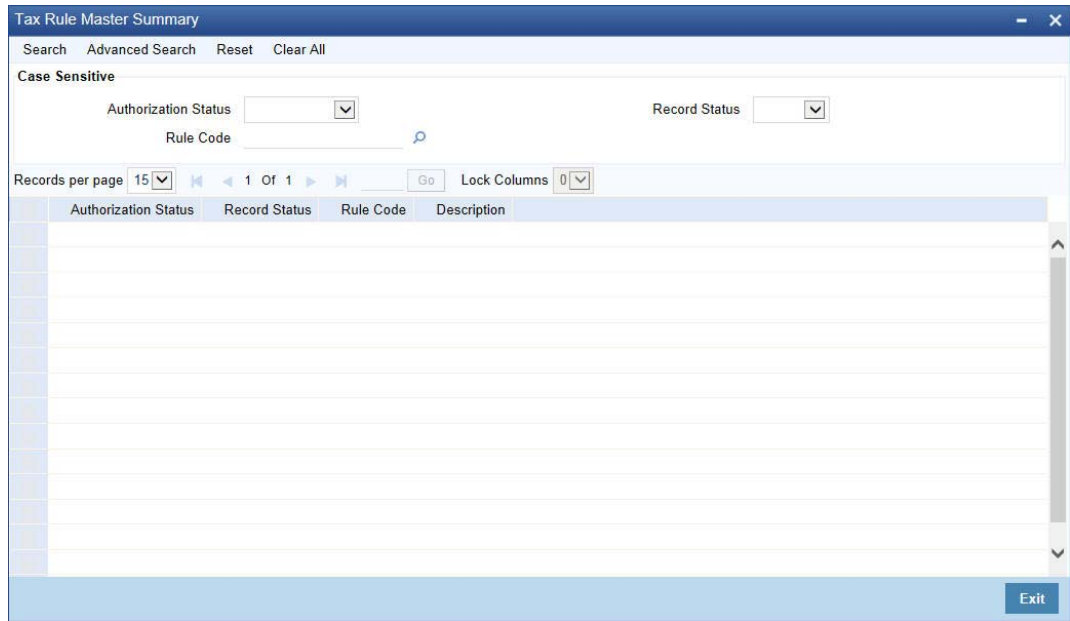 Tax Rule Master Summary
Search Advanced Search Reset Clear All
Case Sensitive
Authorization Status Record Status
Rule Code
Records per page 15 1 Of 1 Go Lock Columns 0
Authorization Status Record Status Rule Code Description
Exit